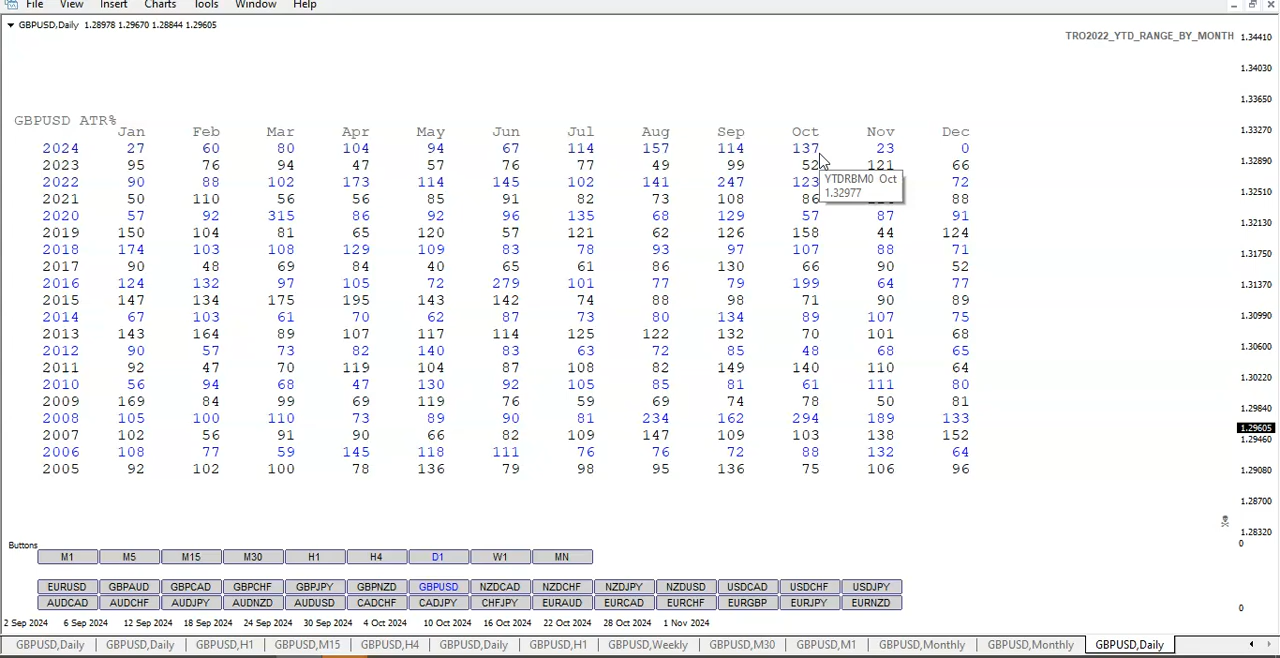 File View Insert Charts Tools Window Help
GBPUSD,Daily 1.28978 1.29670 1.28844 1.29605
TRO2022_YTD_RANGE_BY_MONTH 1.34410
1.34030
1.33650
GBPUSD ATR%
Jan Feb Mar Apr May Jun Jul Aug Sep Oct Nov Dec 1.33270
2024 27 60 80 104 94 67 114 157 114 137 23 0
2023 95 76 94 47 57 76 77 49 99 52 121 66 1.32890
2022 90 88 102 173 114 145 102 141 247 123 72
YTDRBM0 Oct
1.32977
1.32510
2021 50 110 56 56 85 91 82 73 108 86 88
2020 57 92 315 86 92 96 135 68 129 57 87 91 1.32130
2019 150 104 81 65 120 57 121 62 126 158 44 124
2018 174 103 108 129 109 83 78 93 97 107 88 71 1.31750
2017 90 48 69 84 40 65 61 86 130 66 90 52
2016 124 132 97 105 72 279 101 77 79 199 64 77 1.31370
2015 147 134 175 195 143 142 74 88 98 71 90 89
2014 67 103 61 70 62 87 73 80 134 89 107 75 1.30990
2013 143 164 89 107 117 114 125 122 132 70 101 68
2012 90 57 73 82 140 83 63 72 85 48 68 65 1.30600
2011 92 47 70 119 104 87 108 82 149 140 110 64
2010 56 94 68 47 130 92 105 85 81 61 111 80 1.30220
2009 169 84 99 69 119 76 59 69 74 78 50 81 1.29840
2008 105 100 110 73 89 90 81 234 162 294 189 133
1.29605
2007 102 56 91 90 66 82 109 147 109 103 138 152 1.29460
2006 108 77 59 145 118 111 76 76 72 88 132 64
2005 92 102 100 78 136 79 98 95 136 75 106 96 1.29080
1.28700
1.28320
Buttons 0
M1 M5 M15 M30 H1 H4 D1 W1 MN
EURUSD GBPAUD GBPCAD GBPCHF GBPJPY GBPNZD GBPUSD NZDCAD NZDCHF NZDJPY NZDUSD USDCAD USDCHF USDJPY
AUDCAD AUDCHF AUDJPY AUDNZD AUDUSD CADCHF CADJPY CHFJPY EURAUD EURCAD EURCHF EURGBP EURJPY EURNZD 0
2 Sep 2024 6 Sep 2024 12 Sep 2024 18 Sep 2024 24 Sep 2024 30 Sep 2024 4 Oct 2024 10 Oct 2024 16 Oct 2024 22 Oct 2024 28 Oct 2024 1 Nov 2024
GBPUSD,Daily GBPUSD,Daily GBPUSD,H1 GBPUSD,M15 GBPUSD,H4 GBPUSD,Daily GBPUSD,H1 GBPUSD,Weekly GBPUSD,M30 GBPUSD,M1 GBPUSD,Monthly GBPUSD,Monthly GBPUSD,Daily